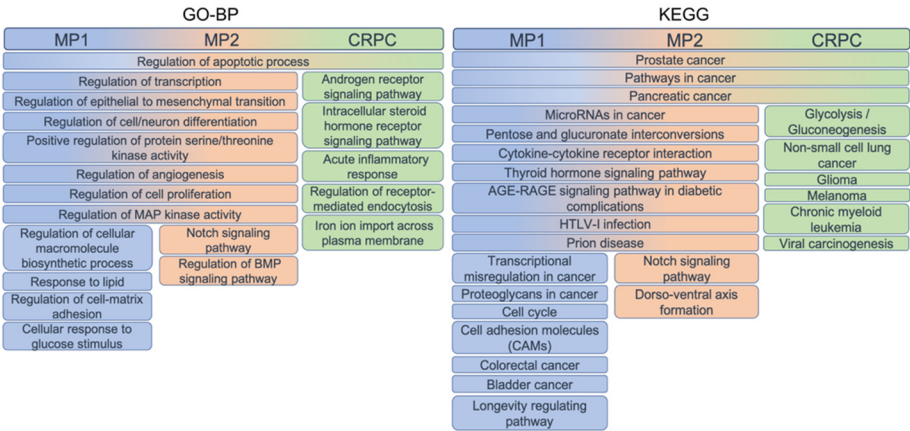 GO-BP
MP1 MP2 CRPC
Regulation of apoptotic process
Regulation of transcription
Regulation of epithelial to mesenchymal transition
Regulation of cell/neuron differentiation
Positive regulation of protein serine/threonine
kinase activity
Regulation of angiogenesis
Regulation of cell proliferation
Regulation of MAP kinase activity
Regulation of cellular
macromolecule
biosynthetic process
Response to lipid
Regulation of cell-matrix
adhesion
Cellular response to
glucose stimulus
Notch signaling
pathway
Regulation of BMP
signaling pathway
Androgen receptor
signaling pathway
Intracellular steroid
hormone receptor
signaling pathway
Acute inflammatory
response
Regulation of receptor-
mediated endocytosis
Iron ion import across
plasma membrane
KEGG
MP1 MP2 CRPC
Prostate cancer
Pathways in cancer
Pancreatic cancer
MicroRNAs in cancer
Pentose and glucuronate interconversions
Cytokine-cytokine receptor interaction
Thyroid hormone signaling pathway
AGE-RAGE signaling pathway in diabetic
complications
HTLV-I infection
Prion disease
Transcriptional
misregulation in cancer
Proteoglycans in cancer
Cell cycle
Cell adhesion molecules
(CAMs)
Colorectal cancer
Bladder cancer
Longevity regulating
pathway
Notch signaling
pathway
Dorso-ventral axis
formation
Glycolysis /
Gluconeogenesis
Non-small cell lung
cancer
Glioma
Melanoma
Chronic myeloid
leukemia
Viral carcinogenesis